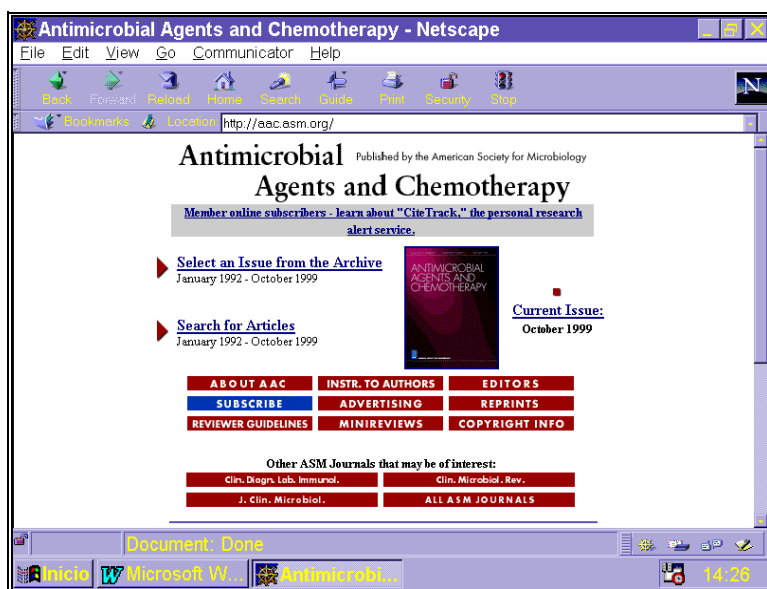 Antimicrobial Agents and Chemotherapy - Netscape
File Edit View Go Communicator Help
Back Forward Reload Home Search Guide Print Security Stop
N
Bookmarks Location http://aac.asm.org/
Antimicrobial Published by the American Society for Microbiology
Agents and Chemotherapy
Member online subscribers - learn about "CiteTrack," the personal research
alert service.
Select an Issue from the Archive
January 1992 - October 1999
ANTIMICROBIAL
AGENTS AND
CHEMOTHERAPY
Current Issue:
October 1999
Search for Articles
January 1992 - October 1999
ABOUT AAC INSTR. TO AUTHORS EDITORS
SUBSCRIBE ADVERTISING REPRINTS
REVIEWER GUIDELINES MINIREVIEWS COPYRIGHT INFO
Other ASM Journals that may be of interest:
Clin. Diagn. Lab. Immunol. Clin. Microbiol. Rev.
J. Clin. Microbiol. ALL ASM JOURNALS
Document: Done
Inicio Microsoft W... Antimicrobi... 14:26